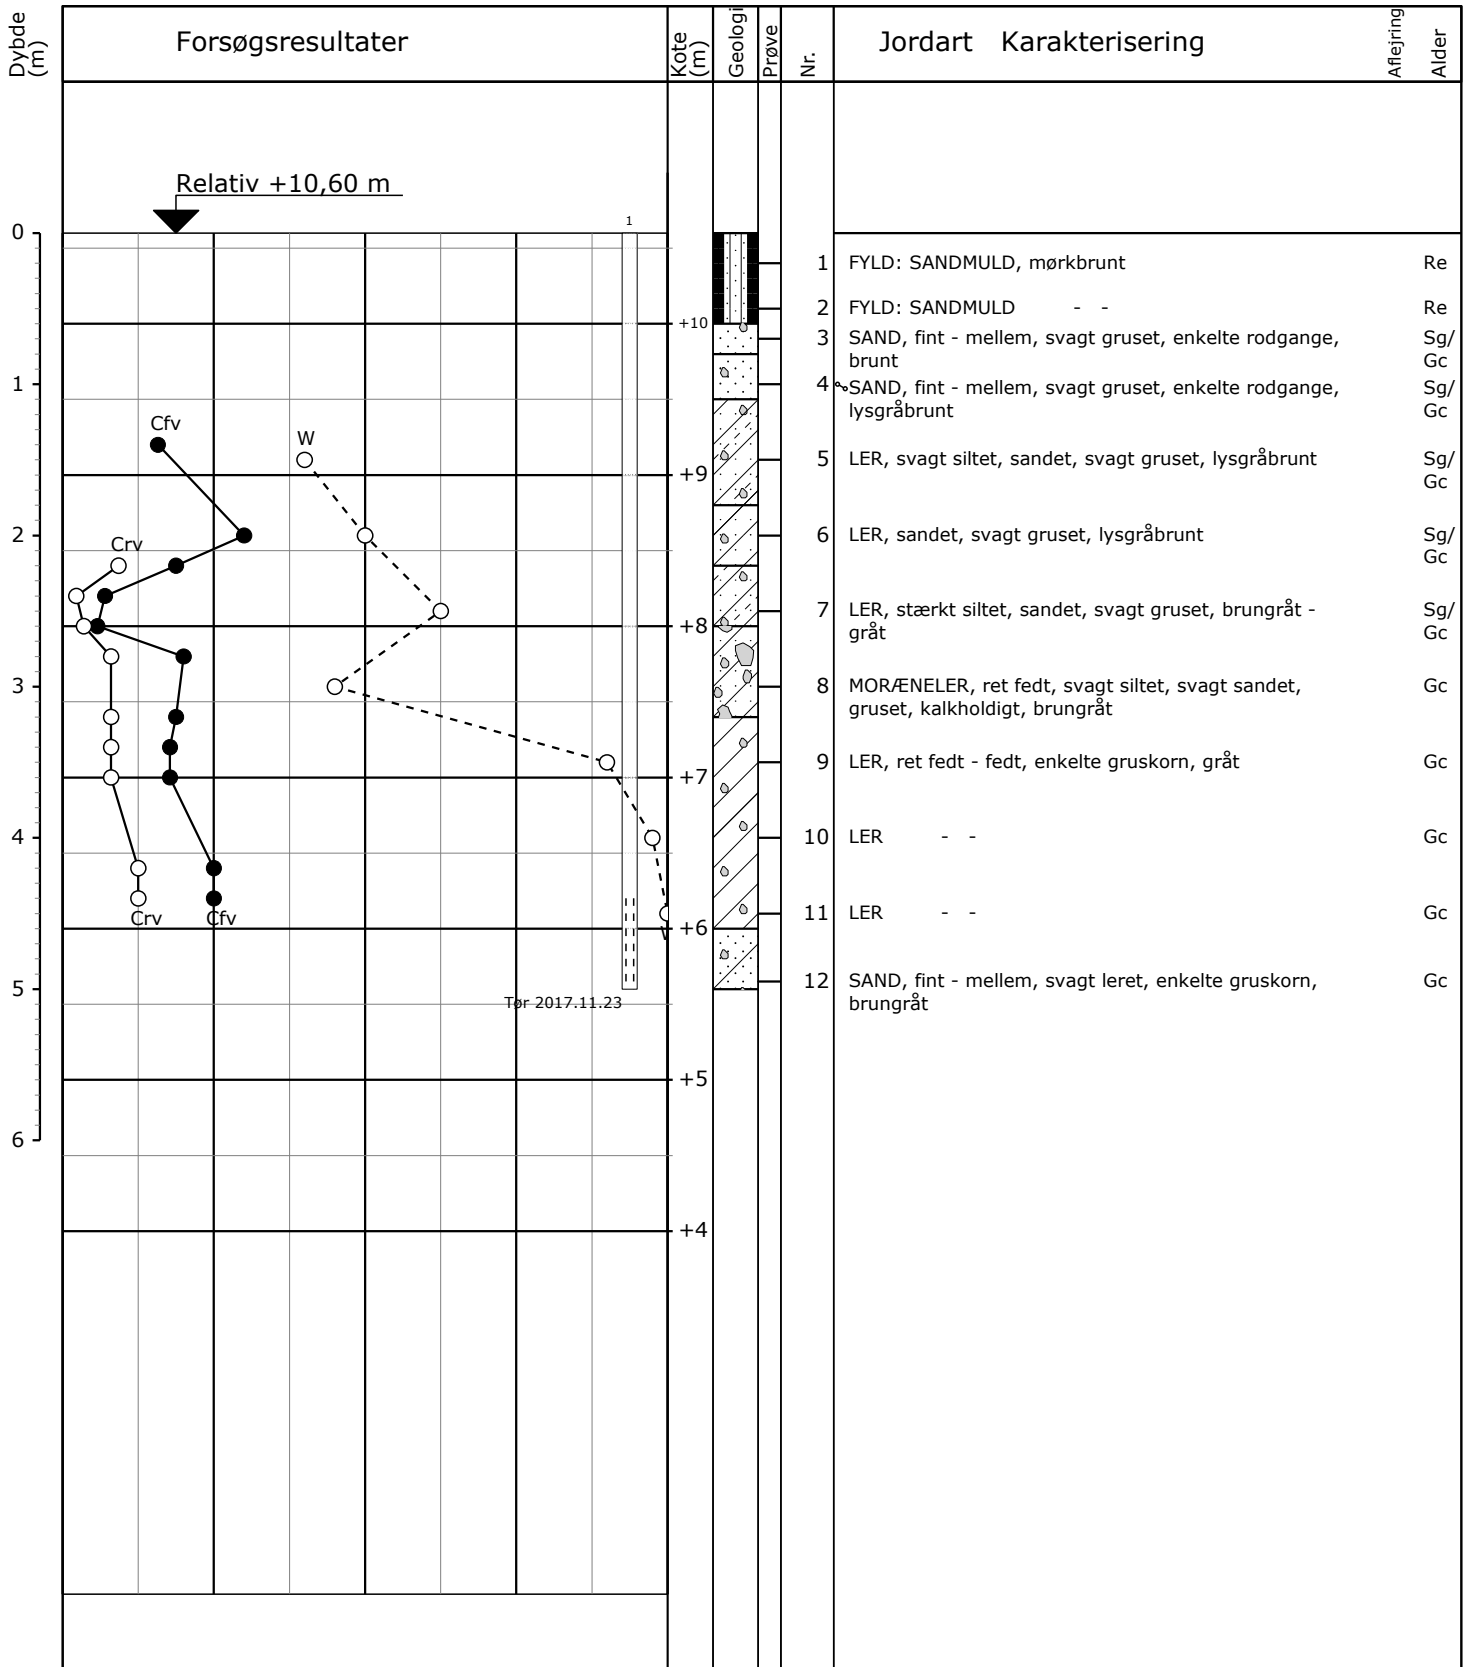 Dybde
(m)
Forsøgsresultater
Kote
(m)
Geologi
Prøve
Nr.
Jordart Karakterisering
Aflejring
Alder
Relativ +10,60 m
0
1
1 FYLD: SANDMULD, mørkbrunt Re
2 FYLD: SANDMULD - - Re
+10
3 SAND, fint - mellem, svagt gruset, enkelte rodgange, Sg/
brunt Gc
1
4 SAND, fint - mellem, svagt gruset, enkelte rodgange, Sg/
lysgråbrunt Gc
Cfv
W
5 LER, svagt siltet, sandet, svagt gruset, lysgråbrunt Sg/
Gc
+9
2
6 LER, sandet, svagt gruset, lysgråbrunt Sg/
Gc
Crv
7 LER, stærkt siltet, sandet, svagt gruset, brungråt - Sg/
gråt Gc
+8
3
8 MORÆNELER, ret fedt, svagt siltet, svagt sandet, Gc
gruset, kalkholdigt, brungråt
9 LER, ret fedt - fedt, enkelte gruskorn, gråt Gc
+7
4
10 LER - - Gc
11 LER - - Gc
Crv
Cfv
+6
5
12 SAND, fint - mellem, svagt leret, enkelte gruskorn, Gc
brungråt
Tør 2017.11.23
+5
6
+4